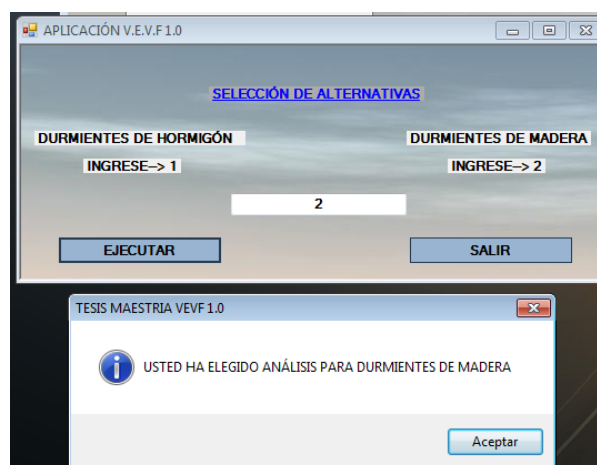 APLICACIÓN V.E.V.F 1.0
SELECCIÓN DE ALTERNATIVAS
DURMIENTES DE HORMIGÓN
DURMIENTES DE MADERA
INGRESE--> 1
INGRESE--> 2
2
EJECUTAR
SALIR
TESIS MAESTRIA VEVF 1.0
USTED HA ELEGIDO ANÁLISIS PARA DURMIENTES DE MADERA
Aceptar